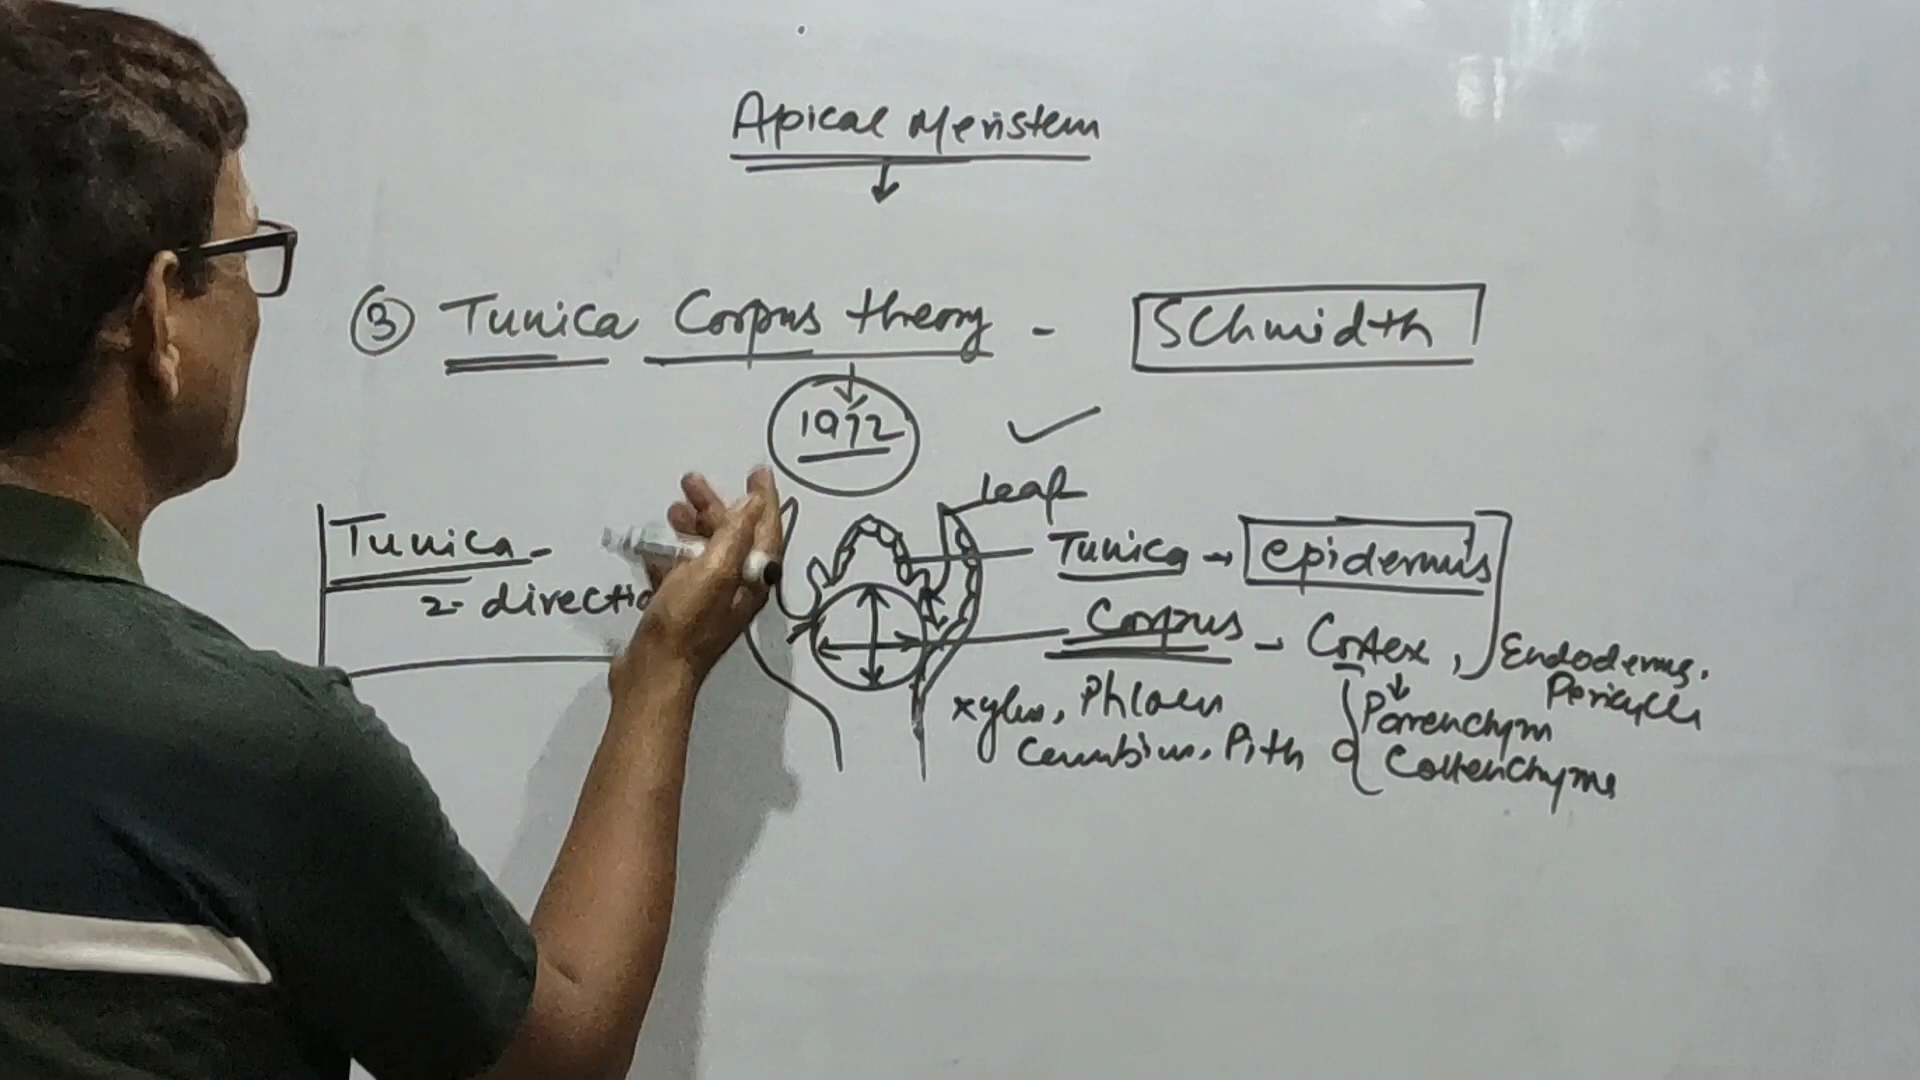 Apical Meristem
③ Tunica Corpus theory - Schmidth
1972
leaf
Tunica -
2- directio
Tunica → epidermis
Corpus - Cortex, Endodermis,
Pericycle
xylem, Phloem
Cambium, Pith
Parenchym
Collenchyma